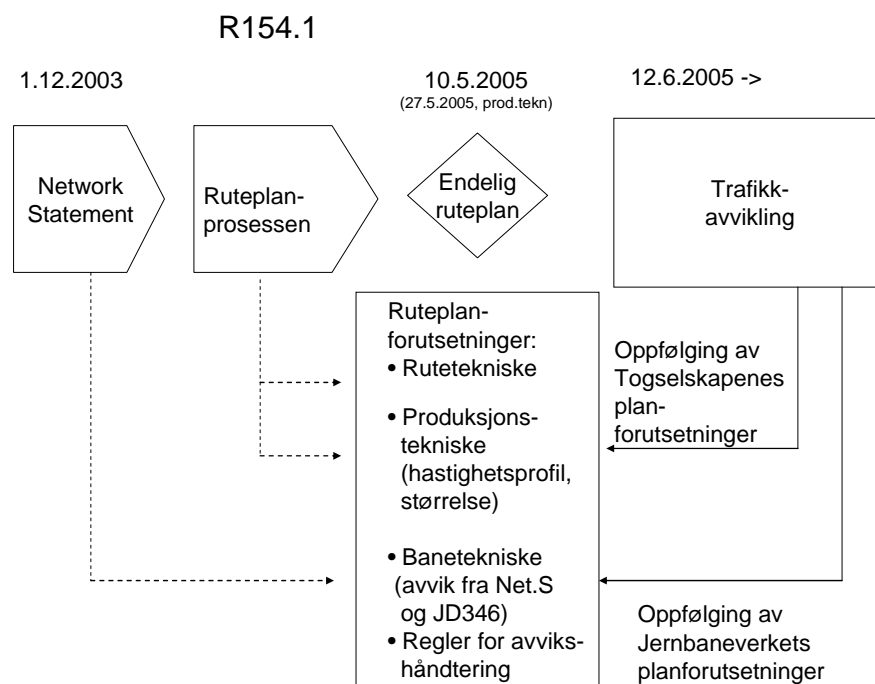 R154.1
1.12.2003
10.5.2005
(27.5.2005, prod.tekn)
12.6.2005 ->
Network
Statement
Ruteplan-
prosessen
Endelig
ruteplan
Trafikk-
avvikling
Ruteplan-
forutsetninger:
• Rutetekniske
• Produksjons-
tekniske
(hastighetsprofil,
størrelse)
• Banetekniske
(avvik fra Net.S
og JD346)
• Regler for avviks-
håndtering
Oppfølging av
Togselskapenes
plan-
forutsetninger
Oppfølging av
Jernbaneverkets
planforutsetninger